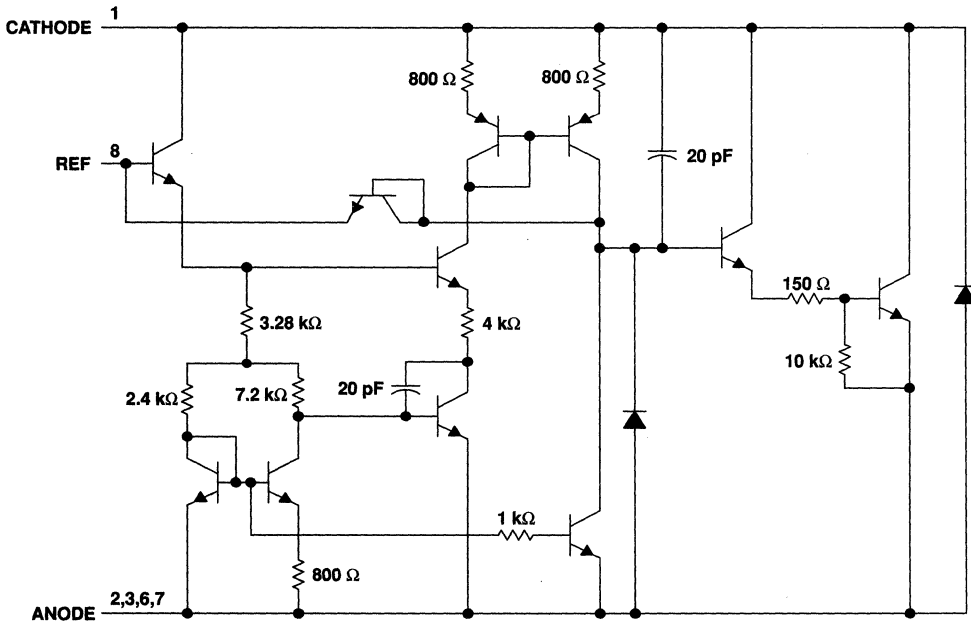 CATHODE 1
800 Ω 800 Ω
REF 8
20 pF
150 Ω
3.28 kΩ 4 kΩ
10 kΩ
2.4 kΩ 7.2 kΩ 20 pF
1 kΩ
800 Ω
ANODE 2,3,6,7